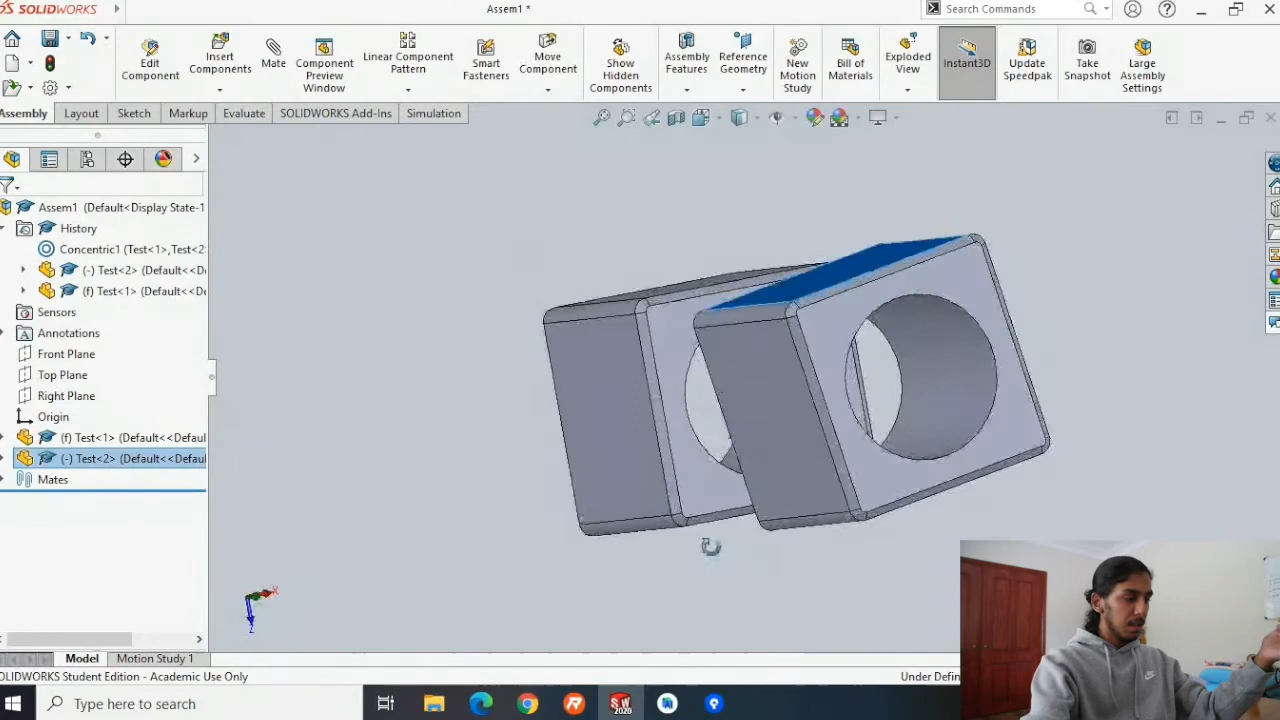 SOLIDWORKS
Assem1 *
Search Commands
Edit Component
Insert Components
Mate
Component Preview Window
Linear Component Pattern
Smart Fasteners
Move Component
Show Hidden Components
Assembly Features
Reference Geometry
New Motion Study
Bill of Materials
Exploded View
Instant3D
Update Speedpak
Take Snapshot
Large Assembly Settings
Assembly
Layout
Sketch
Markup
Evaluate
SOLIDWORKS Add-Ins
Simulation
Assem1 (Default<Display State-1
History
Concentric1 (Test<1>,Test<2>
(-) Test<2> (Default<<De
(f) Test<1> (Default<<De
Sensors
Annotations
Front Plane
Top Plane
Right Plane
Origin
(f) Test<1> (Default<<Defaul
(-) Test<2> (Default<<Defaul
Mates
X
Z
Model
Motion Study 1
SOLIDWORKS Student Edition - Academic Use Only
Under Defin
Type here to search
SW
2020